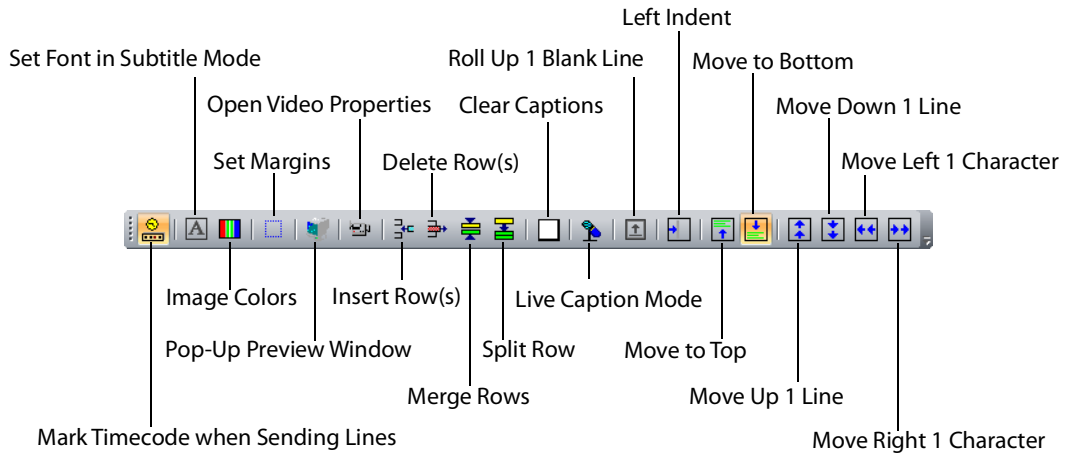 Left Indent
Set Font in Subtitle Mode
Roll Up 1 Blank Line
Move to Bottom
Open Video Properties
Clear Captions
Move Down 1 Line
Set Margins
Delete Row(s)
Move Left 1 Character
A
Image Colors
Insert Row(s)
Live Caption Mode
Pop-Up Preview Window
Split Row
Move to Top
Merge Rows
Move Up 1 Line
Mark Timecode when Sending Lines
Move Right 1 Character